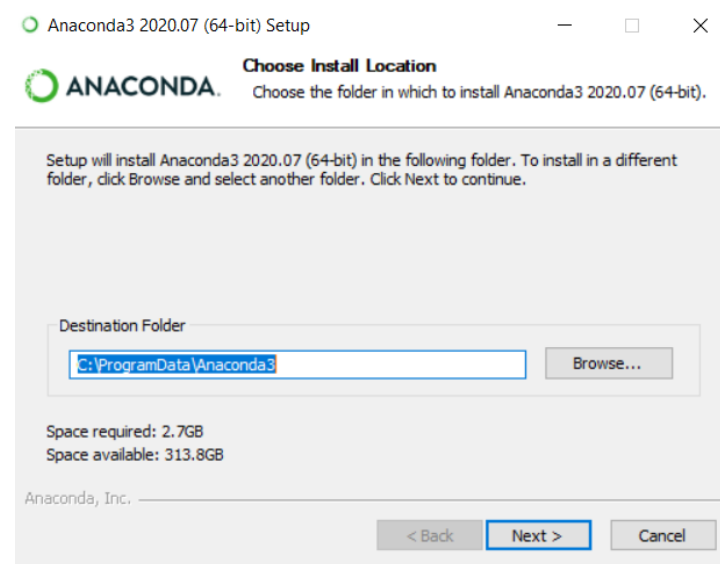 Anaconda3 2020.07 (64-bit) Setup
ANACONDA.
Choose Install Location
Choose the folder in which to install Anaconda3 2020.07 (64-bit).
Setup will install Anaconda3 2020.07 (64-bit) in the following folder. To install in a different
folder, click Browse and select another folder. Click Next to continue.
Destination Folder
C:\ProgramData\Anaconda3
Browse...
Space required: 2.7GB
Space available: 313.8GB
Anaconda, Inc.
< Back
Next >
Cancel